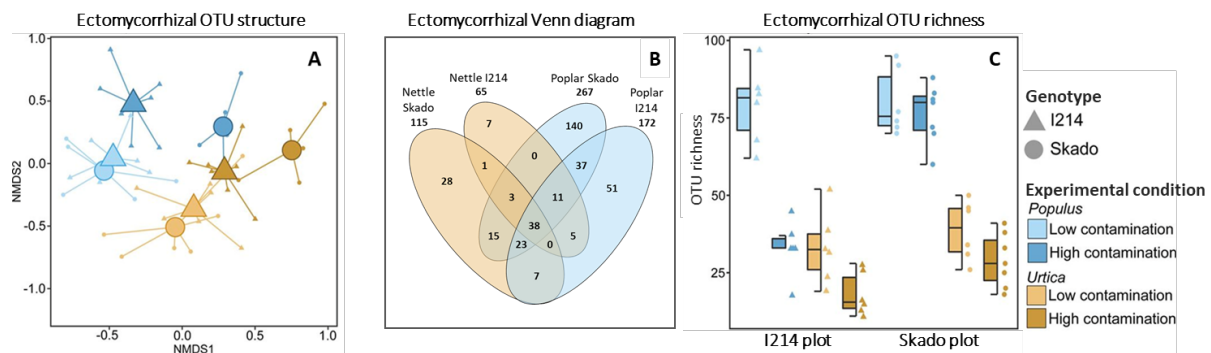 Ectomycorrhizal OTU structure
A
1.0
0.5
0.0
-0.5
-1.0
NMDS2
-0.5
0.0
0.5
1.0
NMDS1
Ectomycorrhizal Venn diagram
B
Nettle I214
65
Poplar Skado
267
Nettle
Skado
115
Poplar
I214
172
7
140
28
1
0
37
51
3
11
38
15
23
0
5
7
Ectomycorrhizal OTU richness
C
100
75
50
25
OTU richness
I214 plot
Skado plot
Genotype
I214
Skado
Experimental condition
Populus
Low contamination
High contamination
Urtica
Low contamination
High contamination